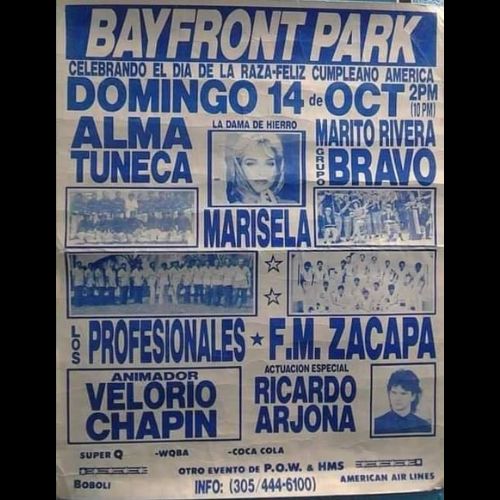 BAYFRONT PARK
CELEBRANDO EL DIA DE LA RAZA-FELIZ CUMPLEANO AMERICA
DOMINGO 14 de OCT 2PM (10 PM)
ALMA TUNECA
LA DAMA DE HIERRO
MARISELA
MARITO RIVERA
GRUPO BRAVO
LOS PROFESIONALES ★ F.M. ZACAPA
ANIMADOR
VELORIO
CHAPIN
ACTUACION ESPECIAL
RICARDO
ARJONA
SUPER Q -WQBA -COCA COLA
OTRO EVENTO DE P.O.W. & HMS
BOBOLI INFO: (305/444-6100) AMERICAN AIR LINES